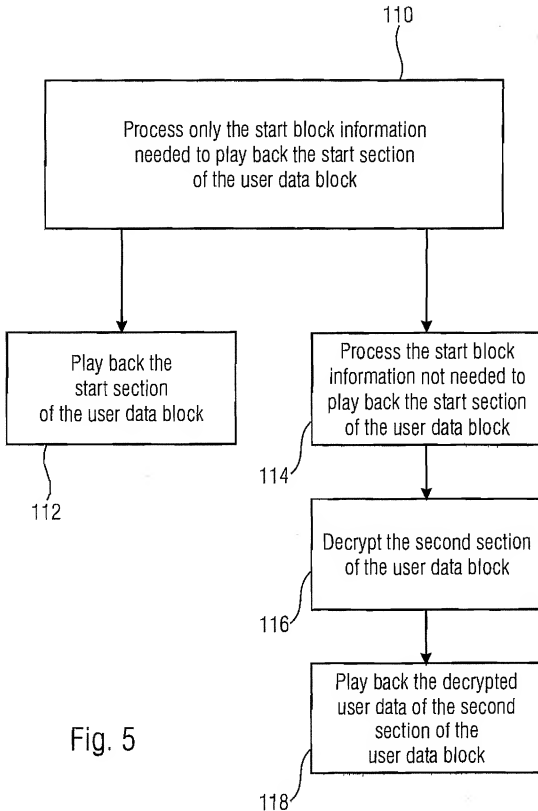 110
Process only the start block information
needed to play back the start section
of the user data block
Play back the
start section
of the user data block
112
Process the start block
information not needed to
play back the start section
of the user data block
114
Decrypt the second section
of the user data block
116
Play back the decrypted
user data of the second
section of the
user data block
118
Fig. 5